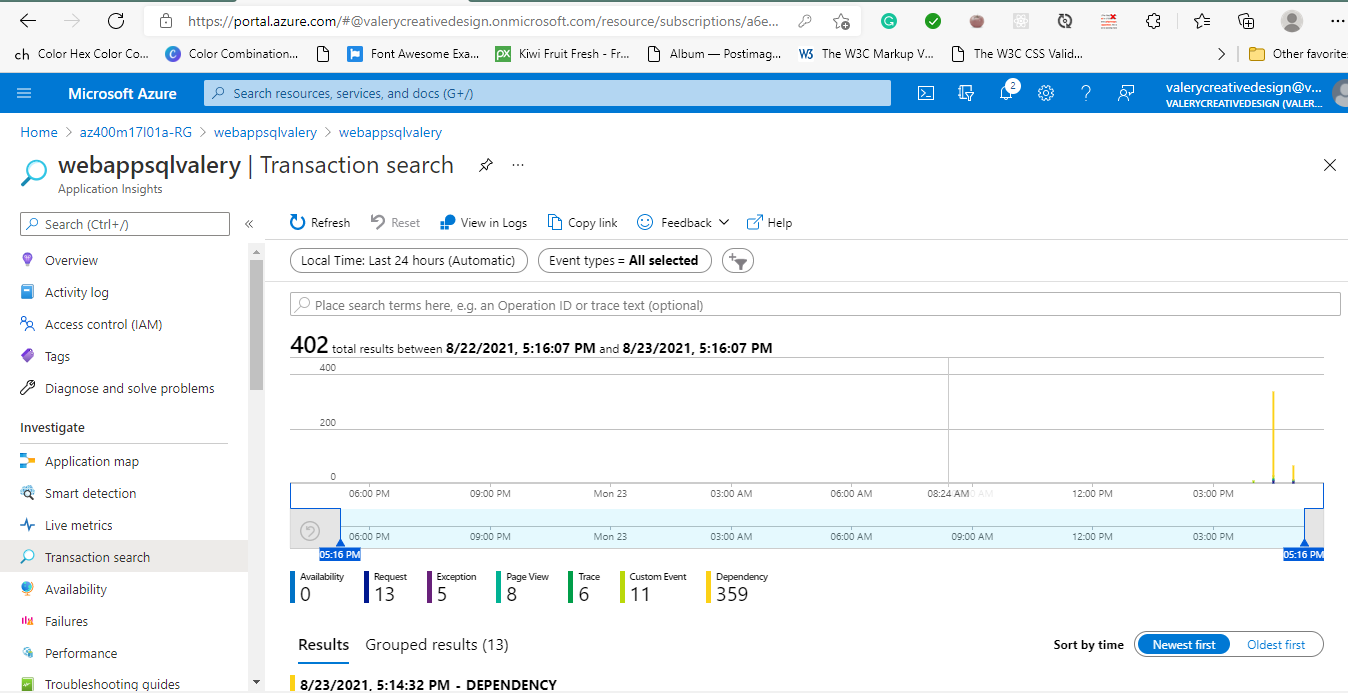 https://portal.azure.com/#@valerycreativedesign.onmicrosoft.com/resource/subscriptions/a6e...
ch Color Hex Color Co... Color Combination... Font Awesome Exa... Kiwi Fruit Fresh - Fr... Album — Postimag... The W3C Markup V... The W3C CSS Valid... Other favorites
Microsoft Azure
Search resources, services, and docs (G+/)
2
valerycreativedesign@v...
VALERYCREATIVEDESIGN (VALER...
Home > az400m17l01a-RG > webappsqlvalery > webappsqlvalery
webappsqlvalery | Transaction search
Application Insights
Search (Ctrl+/)
Overview
Activity log
Access control (IAM)
Tags
Diagnose and solve problems
Investigate
Application map
Smart detection
Live metrics
Transaction search
Availability
Failures
Performance
Troubleshooting guides
Refresh Reset View in Logs Copy link Feedback Help
Local Time: Last 24 hours (Automatic) Event types = All selected
Place search terms here, e.g. an Operation ID or trace text (optional)
402 total results between 8/22/2021, 5:16:07 PM and 8/23/2021, 5:16:07 PM
400
200
0
06:00 PM 09:00 PM Mon 23 03:00 AM 06:00 AM 08:24 AM 12:00 PM 03:00 PM
06:00 PM 09:00 PM Mon 23 03:00 AM 06:00 AM 09:00 AM 12:00 PM 03:00 PM
05:16 PM 05:16 PM
Availability Request Exception Page View Trace Custom Event Dependency
0 13 5 8 6 11 359
Results Grouped results (13)
Sort by time Newest first Oldest first
8/23/2021, 5:14:32 PM - DEPENDENCY